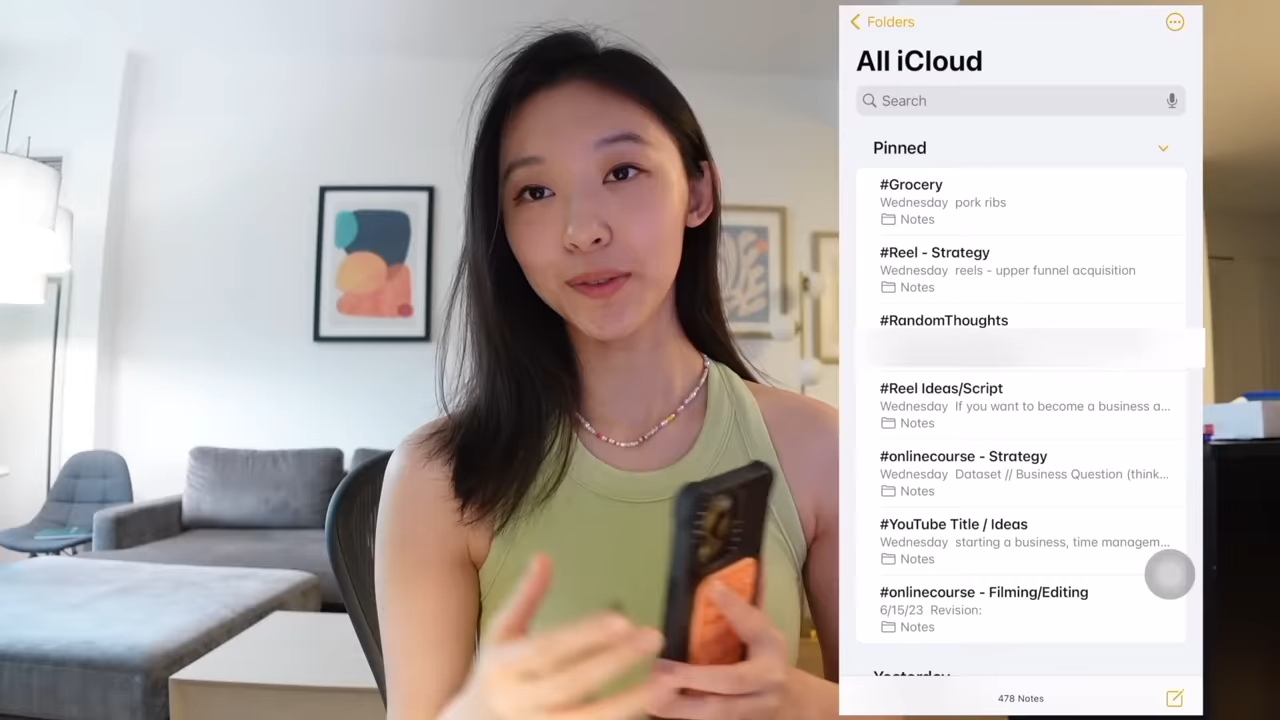 Folders
All iCloud
Search
Pinned
#Grocery
Wednesday pork ribs
Notes
#Reel - Strategy
Wednesday reels - upper funnel acquisition
Notes
#RandomThoughts
#Reel Ideas/Script
Wednesday If you want to become a business a...
Notes
#onlinecourse - Strategy
Wednesday Dataset // Business Question (think...
Notes
#YouTube Title / Ideas
Wednesday starting a business, time managem...
Notes
#onlinecourse - Filming/Editing
6/15/23 Revision:
Notes
Yesterday
478 Notes